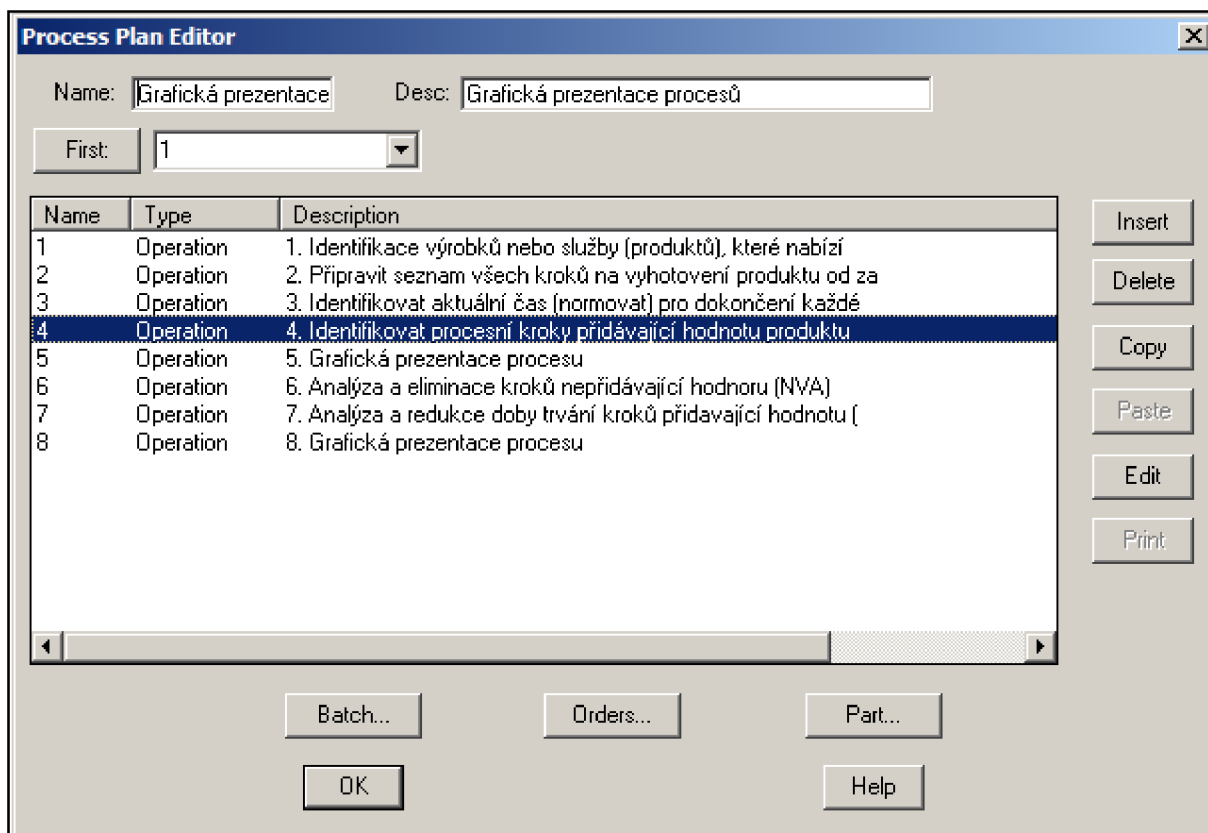 Process Plan Editor
Name: Grafická prezentace Desc: Grafická prezentace procesů
First: 1
Name Type Description
1 Operation 1. Identifikace výrobků nebo služby (produktů), které nabízí
2 Operation 2. Připravit seznam všech kroků na vyhotovení produktu od za
3 Operation 3. Identifikovat aktuální čas (normovat) pro dokončení každé
4 Operation 4. Identifikovat procesní kroky přidávající hodnotu produktu
5 Operation 5. Grafická prezentace procesu
6 Operation 6. Analýza a eliminace kroků nepřidávající hodnoru (NVA)
7 Operation 7. Analýza a redukce doby trvání kroků přidavající hodnotu (
8 Operation 8. Grafická prezentace procesu
Insert
Delete
Copy
Paste
Edit
Print
Batch... Orders... Part...
OK Help